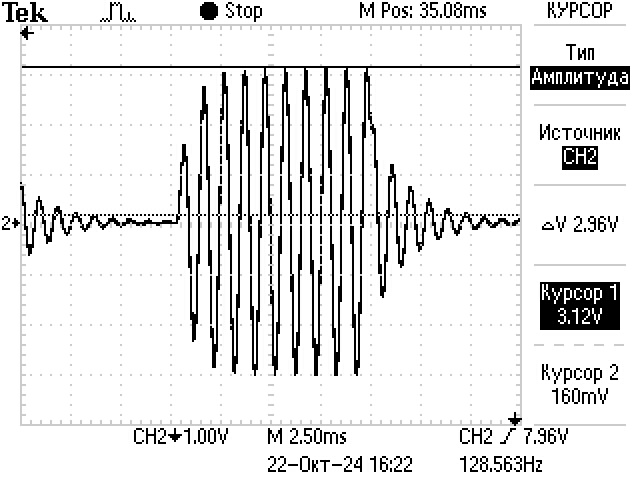 Tek Stop M Pos: 35.08ms КУРСОР
Тип
Амплитуда
Источник
CH2
2
△V 2.96V
Курсор 1
3.12V
Курсор 2
160mV
CH2 1.00V M 2.50ms CH2 7.96V
22-Окт-24 16:22 128.563Hz